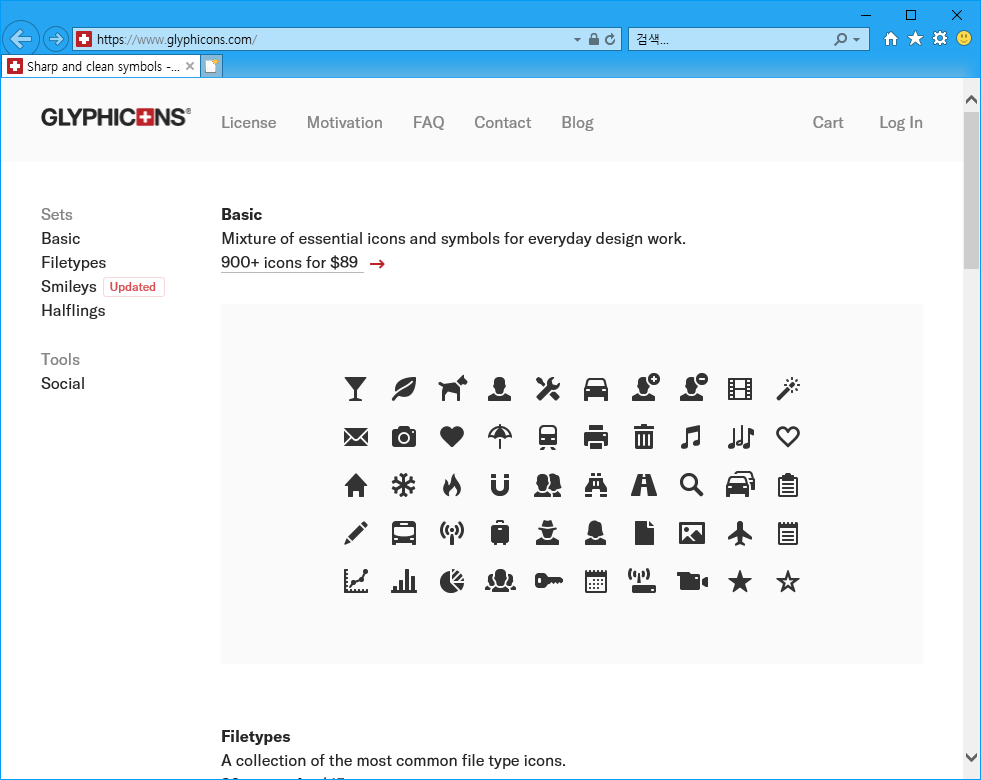 https://www.glyphicons.com/
검색...
Sharp and clean symbols -...
GLYPHICONS®
License Motivation FAQ Contact Blog Cart Log In
Sets
Basic
Filetypes
Smileys Updated
Halflings
Tools
Social
Basic
Mixture of essential icons and symbols for everyday design work.
900+ icons for $89 →
Filetypes
A collection of the most common file type icons.